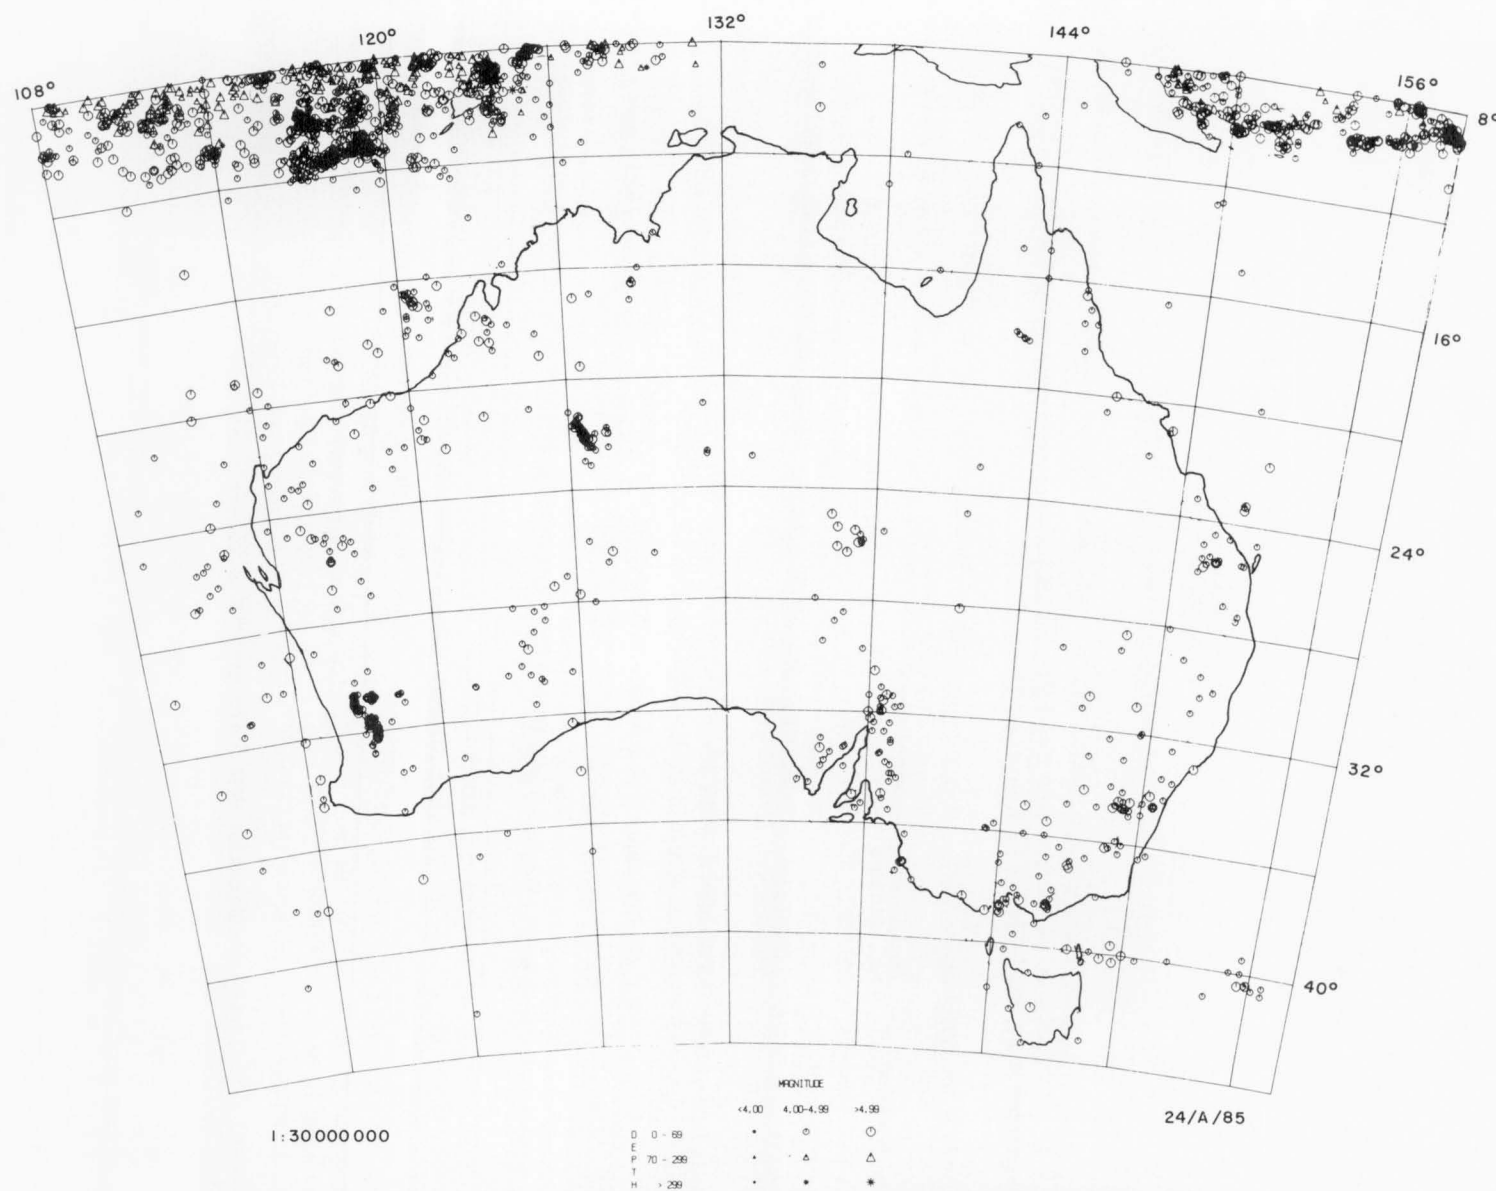 132°
120° 144°
108° 156°
8°
16°
24°
32°
40°
MAGNITUDE
<4.00 4.00-4.99 >4.99
24/A/85
1:30000000
D 0 - 69
E
P 70 - 299
T
H > 299